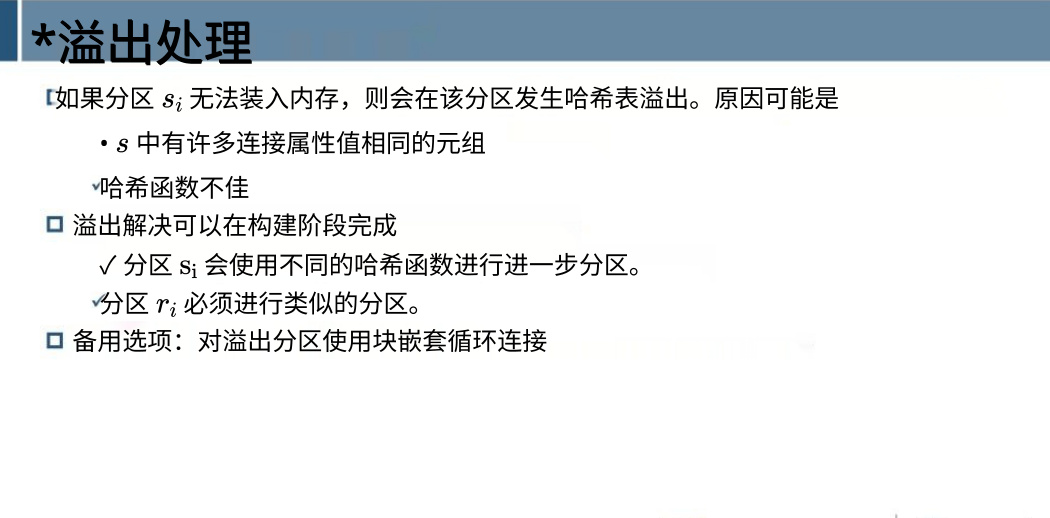 *溢出处理
如果分区 s_i 无法装入内存，则会在该分区发生哈希表溢出。原因可能是
• s 中有许多连接属性值相同的元组
✓哈希函数不佳
溢出解决可以在构建阶段完成
✓ 分区 s_i 会使用不同的哈希函数进行进一步分区。
✓分区 r_i 必须进行类似的分区。
备用选项：对溢出分区使用块嵌套循环连接